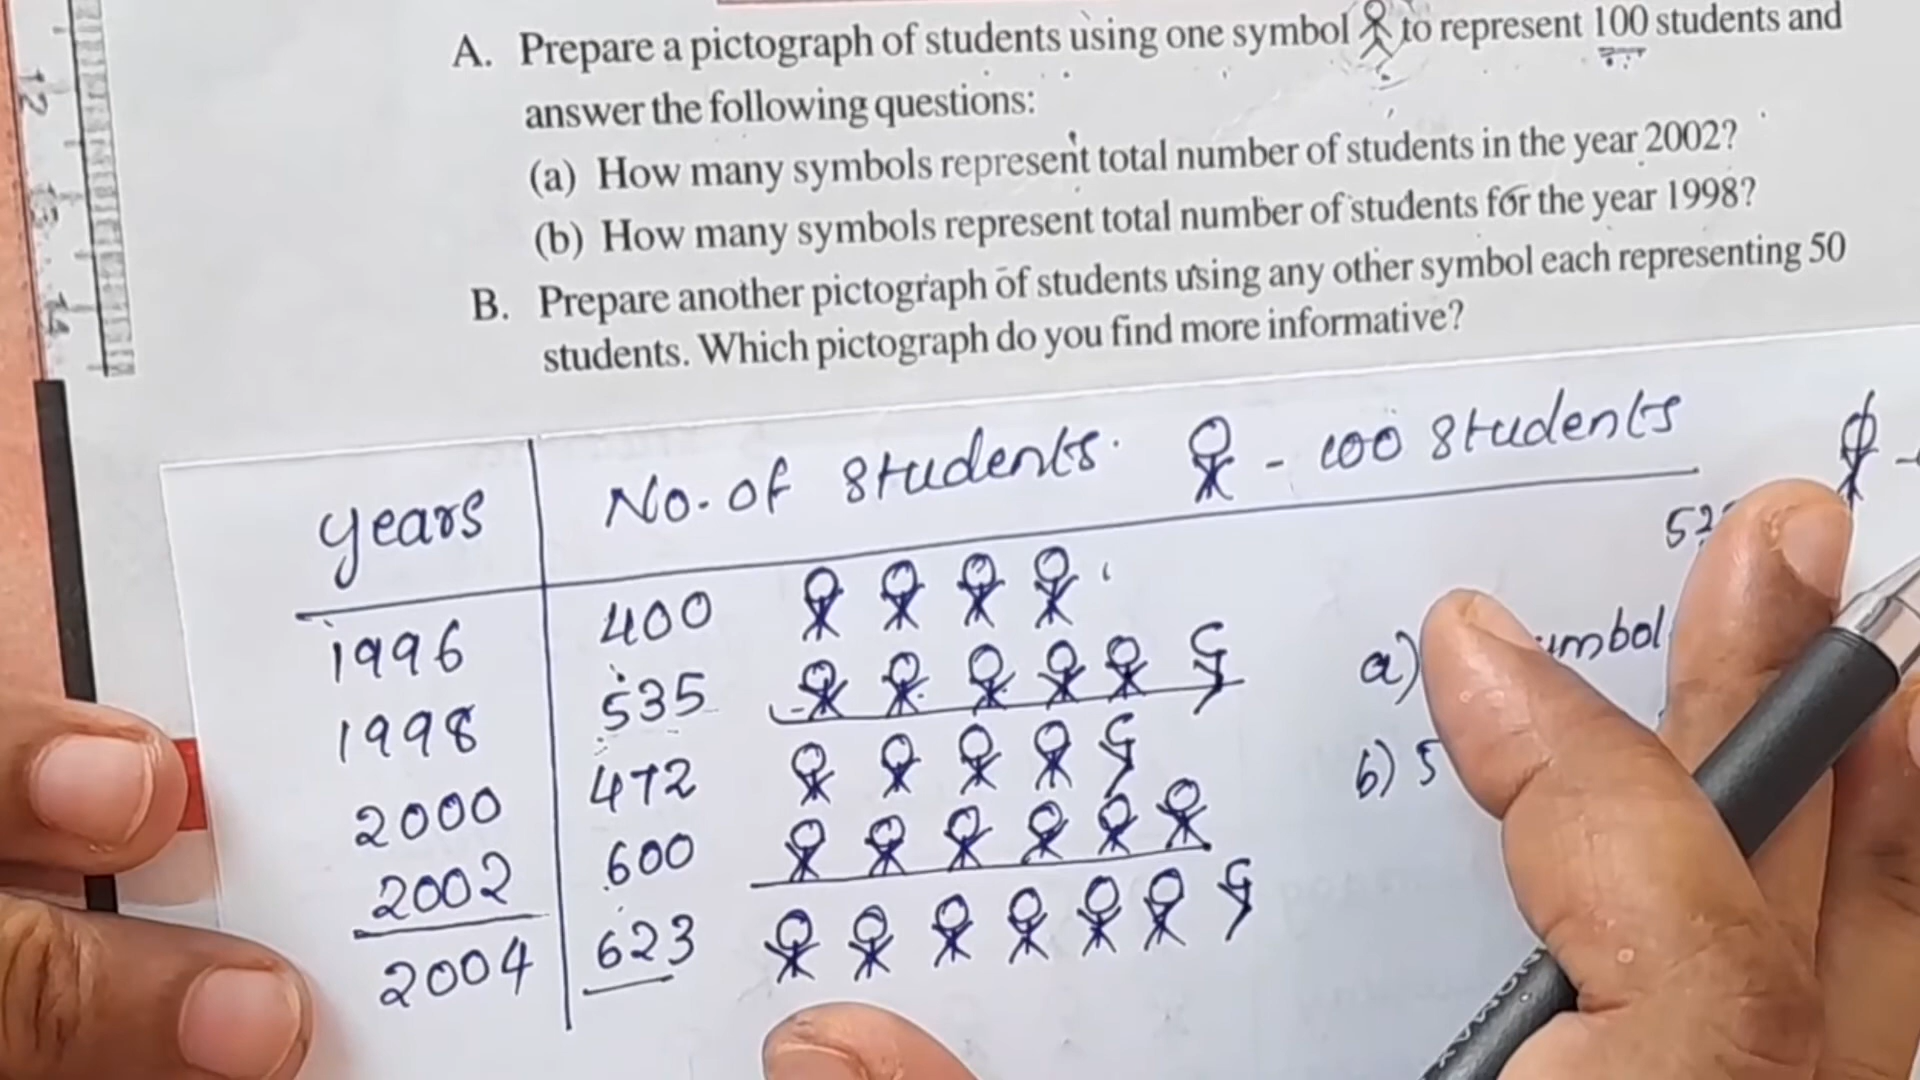 A. Prepare a pictograph of students using one symbol to represent 100 students and
answer the following questions:
(a) How many symbols represent total number of students in the year 2002?
(b) How many symbols represent total number of students for the year 1998?
B. Prepare another pictograph of students using any other symbol each representing 50
students. Which pictograph do you find more informative?
years No. of students. - 100 students
1996 400
1998 535
2000 472
2002 600
2004 623
a)
b) 5